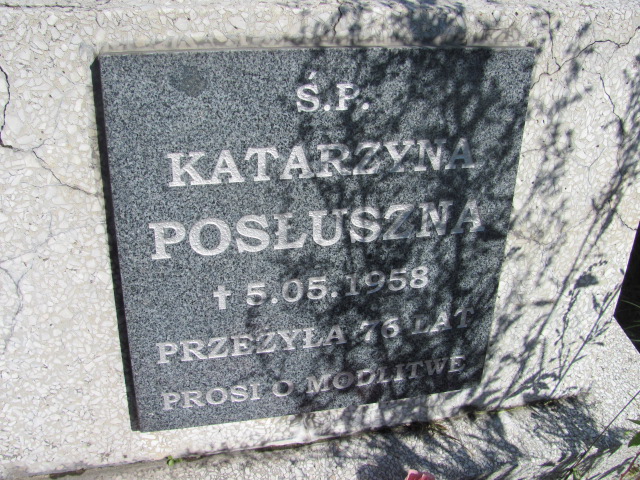 Ś.P.
KATARZYNA
POSŁUSZNA
✝ 5.05.1958
PRZEŻYŁA 76 LAT
PROSI O MODLITWĘ